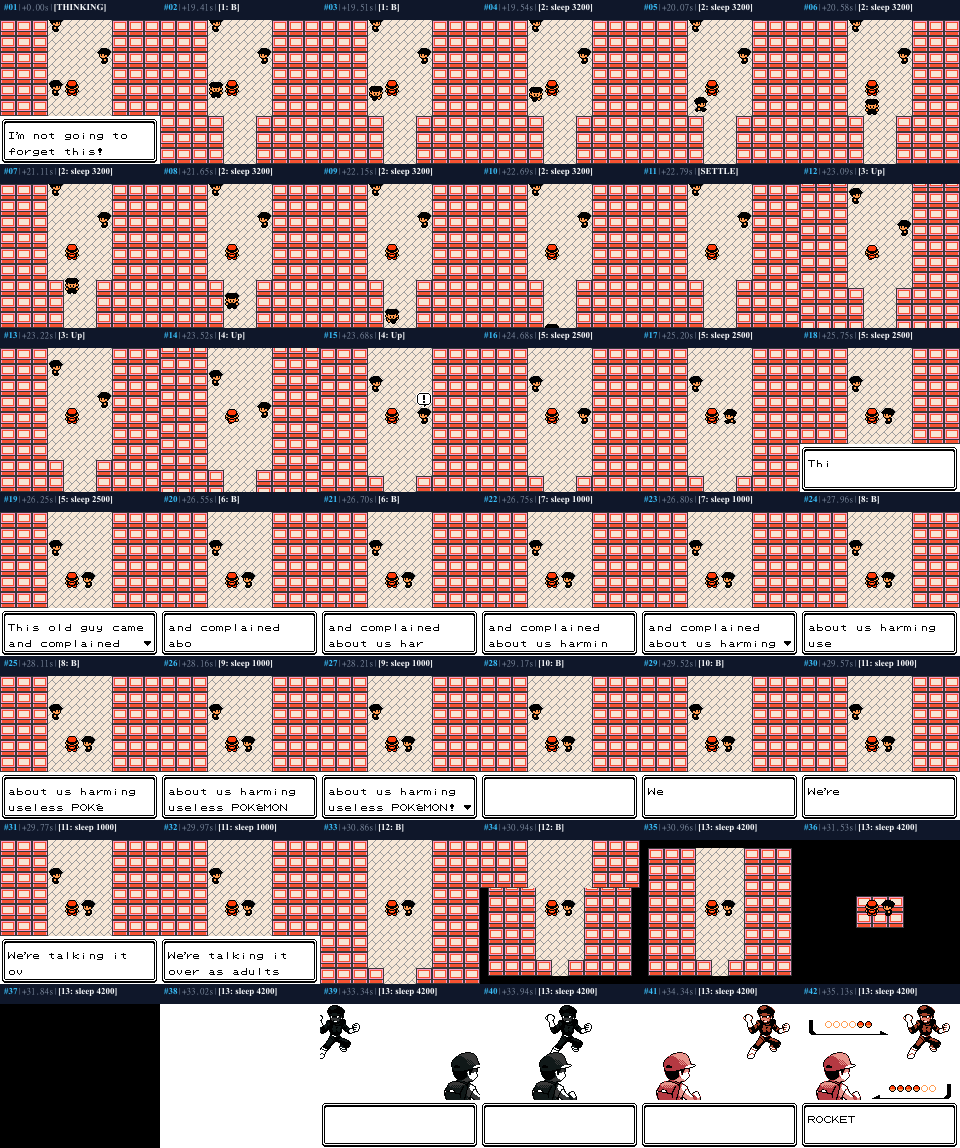 #01|+0.00s|[THINKING]
#02|+19.41s|[1: B]
#03|+19.51s|[1: B]
#04|+19.54s|[2: sleep 3200]
#05|+20.07s|[2: sleep 3200]
#06|+20.58s|[2: sleep 3200]
I'm not going to
forget this!
#07|+21.11s|[2: sleep 3200]
#08|+21.65s|[2: sleep 3200]
#09|+22.15s|[2: sleep 3200]
#10|+22.69s|[2: sleep 3200]
#11|+22.79s|[SETTLE]
#12|+23.09s|[3: Up]
#13|+23.22s|[3: Up]
#14|+23.52s|[4: Up]
#15|+23.68s|[4: Up]
#16|+24.68s|[5: sleep 2500]
#17|+25.20s|[5: sleep 2500]
#18|+25.75s|[5: sleep 2500]
!
Thi
#19|+26.25s|[5: sleep 2500]
#20|+26.55s|[6: B]
#21|+26.70s|[6: B]
#22|+26.75s|[7: sleep 1000]
#23|+26.80s|[7: sleep 1000]
#24|+27.96s|[8: B]
This old guy came
and complained
and complained
abo
and complained
about us har
and complained
about us harmin
and complained
about us harming
about us harming
use
#25|+28.11s|[8: B]
#26|+28.16s|[9: sleep 1000]
#27|+28.21s|[9: sleep 1000]
#28|+29.17s|[10: B]
#29|+29.52s|[10: B]
#30|+29.57s|[11: sleep 1000]
about us harming
useless POKé
about us harming
useless POKéMON
about us harming
useless POKéMON!
We
We're
#31|+29.77s|[11: sleep 1000]
#32|+29.97s|[11: sleep 1000]
#33|+30.86s|[12: B]
#34|+30.94s|[12: B]
#35|+30.96s|[13: sleep 4200]
#36|+31.53s|[13: sleep 4200]
We're talking it
ov
We're talking it
over as adults
#37|+31.84s|[13: sleep 4200]
#38|+33.02s|[13: sleep 4200]
#39|+33.34s|[13: sleep 4200]
#40|+33.94s|[13: sleep 4200]
#41|+34.34s|[13: sleep 4200]
#42|+35.13s|[13: sleep 4200]
ROCKET